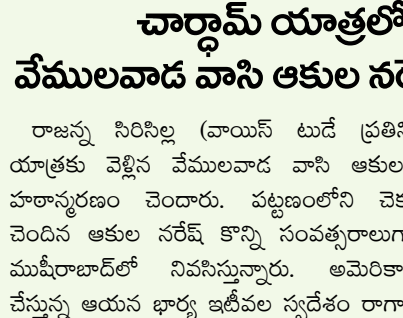 చార్ధామ్ యాత్రలో
వేములవాడ వాసి ఆకుల
రాజన్న సిరిసిల్ల (వాయిస్ టుడే
యాత్రకు వెళ్లిన వేములవాడ వాసి ఆకుల
హఠాన్మరణం చెందారు. పట్టణంలోని
చెందిన ఆకుల నరేష్ కొన్ని సంవత్సరాలుగా
ముషీరాబాద్‌లో నివసిస్తున్నారు. అమెరికా
చేస్తున్న ఆయన భార్య ఇటీవల స్వదేశం